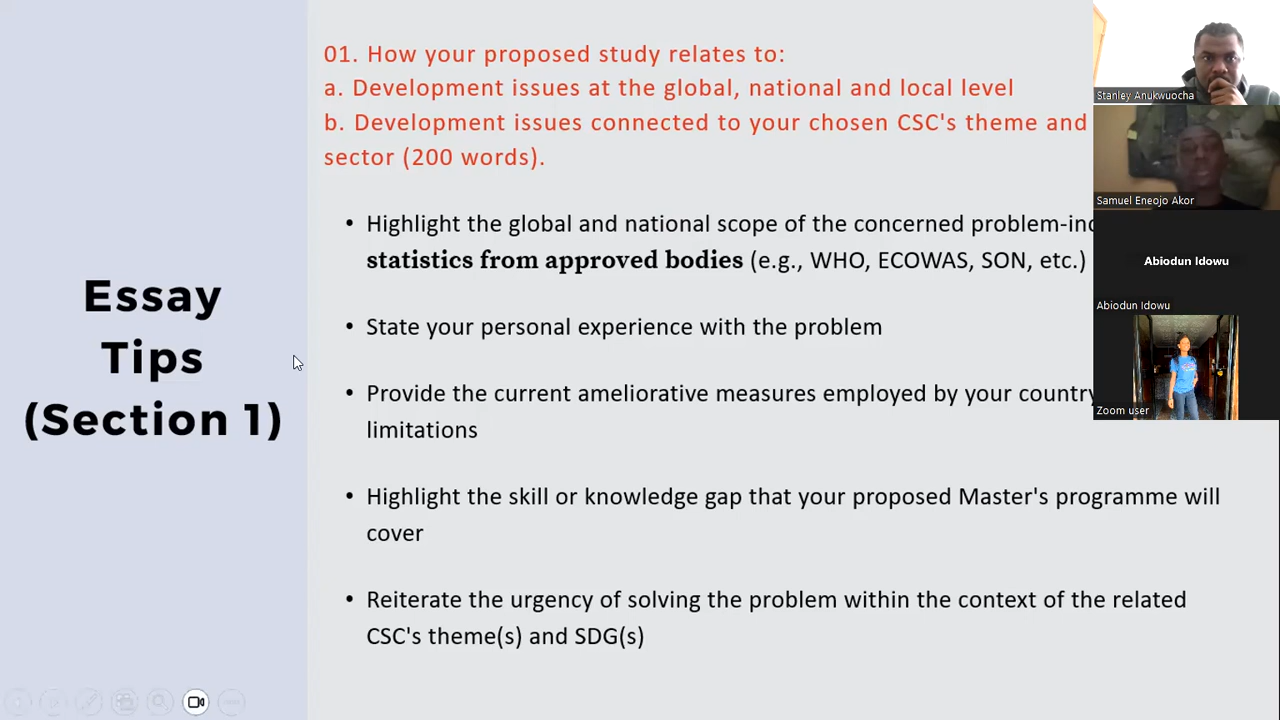 Essay
Tips
(Section 1)
01. How your proposed study relates to:
a. Development issues at the global, national and local level
b. Development issues connected to your chosen CSC's theme and
sector (200 words).
• Highlight the global and national scope of the concerned
statistics from approved bodies (e.g., WHO, ECOWAS, SON, etc.)
• State your personal experience with the problem
• Provide the current ameliorative measures employed by your country
limitations
• Highlight the skill or knowledge gap that your proposed Master's programme will
cover
• Reiterate the urgency of solving the problem within the context of the related
CSC's theme(s) and SDG(s)
Stanley Anukwuocha
Samuel Eneojo Akor
Abiodun Idowu
Abiodun Idowu
Zoom user